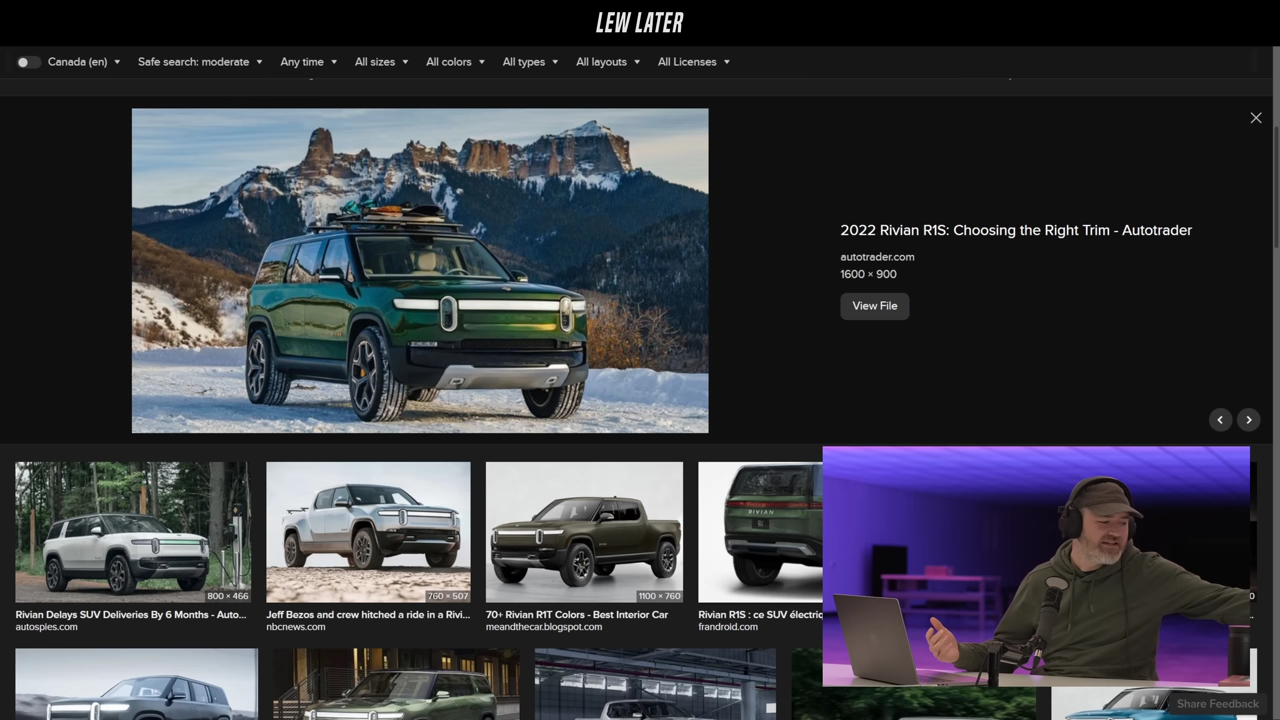 LEW LATER
Canada (en) Safe search: moderate Any time All sizes All colors All types All layouts All Licenses
2022 Rivian R1S: Choosing the Right Trim - Autotrader
autotrader.com
1600 × 900
View File
800 × 466
760 × 507
1100 × 760
RIVIAN
Rivian Delays SUV Deliveries By 6 Months - Auto...
autospies.com
Jeff Bezos and crew hitched a ride in a Rivi...
nbcnews.com
70+ Rivian R1T Colors - Best Interior Car
meandthecar.blogspot.com
Rivian R1S : ce SUV électriq
frandroid.com
Share Feedback